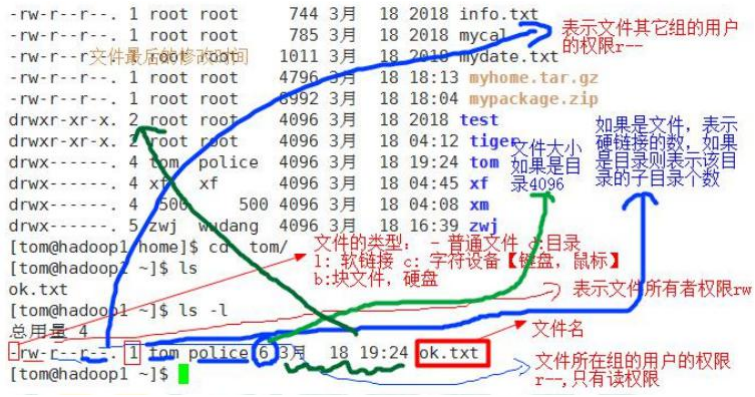 -rw-r--r--. 1 root root 744 3月 18 2018 info.txt
-rw-r--r--. 1 root root 785 3月 18 2018 mycal
表示文件其它组的用户
的权限r--
-rw-r--r--. 1 root root 1011 3月 18 2018 mydate.txt
文件最后的修改时间
-rw-r--r--. 1 root root 4796 3月 18 18:13 myhome.tar.gz
-rw-r--r--. 1 root root 8992 3月 18 18:04 mypackage.zip
drwxr-xr-x. 2 root root 4096 3月 18 2018 test
drwxr-xr-x. 2 root root 4096 3月 18 04:12 tiger
drwx------. 4 tom police 4096 3月 18 19:24 tom
drwx------. 4 xf xf 4096 3月 18 04:45 xf
drwx------. 4 500 500 4096 3月 18 04:08 xm
drwx------. 5 zwj wudang 4096 3月 18 16:39 zwj
文件大小
如果是目
录4096
如果是文件，表示
硬链接的数，如果
是目录则表示该目
录的子目录个数
[tom@hadoop1 home]$ cd tom/
[tom@hadoop1 ~]$ ls
ok.txt
[tom@hadoop1 ~]$ ls -l
文件的类型： - 普通文件 d:目录
l: 软链接 c: 字符设备【键盘，鼠标】
b:块文件，硬盘
表示文件所有者权限rw
总用量 4
文件名
-rw-r--r--. 1 tom police 6 3月 18 19:24 ok.txt
[tom@hadoop1 ~]$
文件所在组的用户的权限
r--,只有读权限